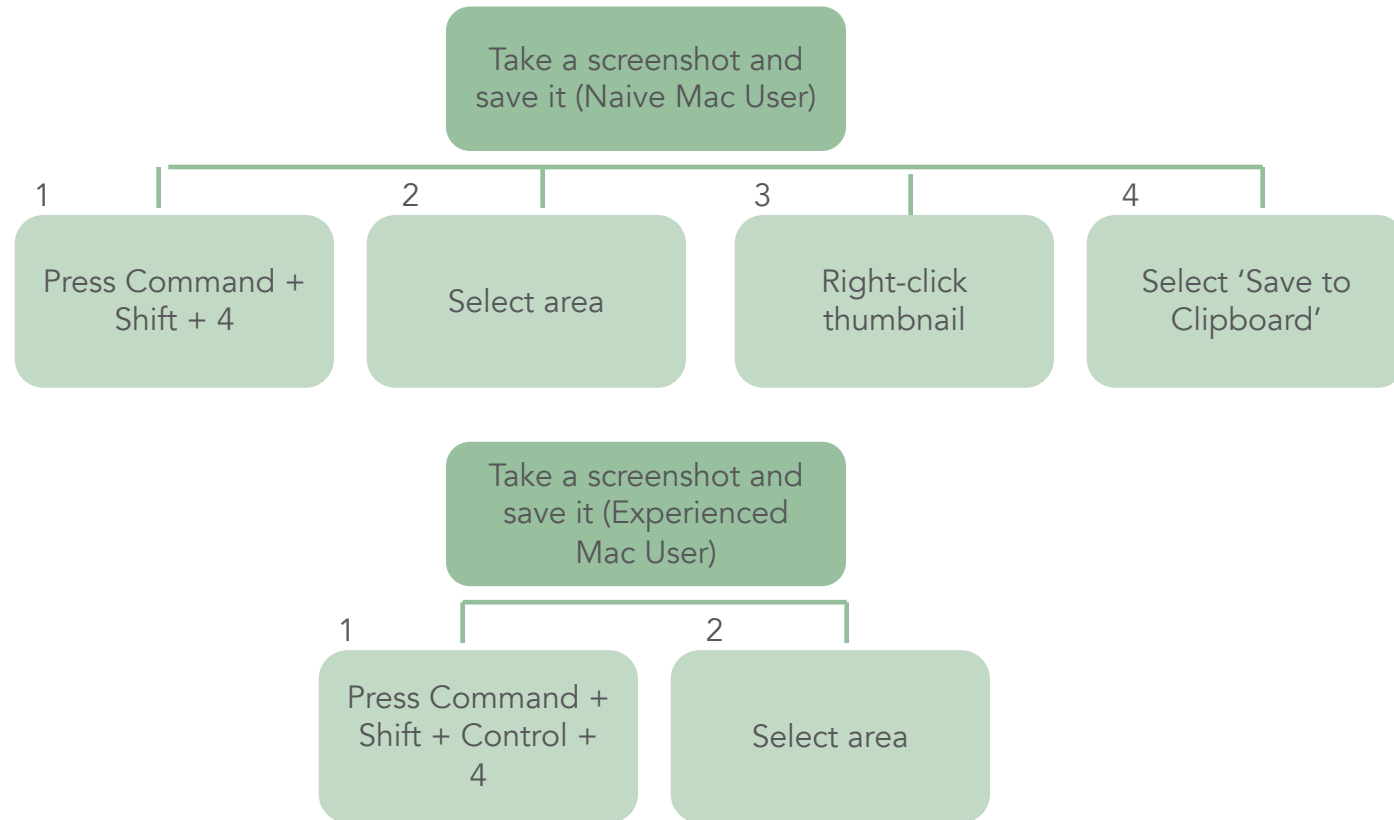 Take a screenshot and
save it (Naive Mac User)
1
2
3
4
Press Command +
Shift + 4
Select area
Right-click
thumbnail
Select ‘Save to
Clipboard’
Take a screenshot and
save it (Experienced
Mac User)
1
2
Press Command +
Shift + Control +
4
Select area